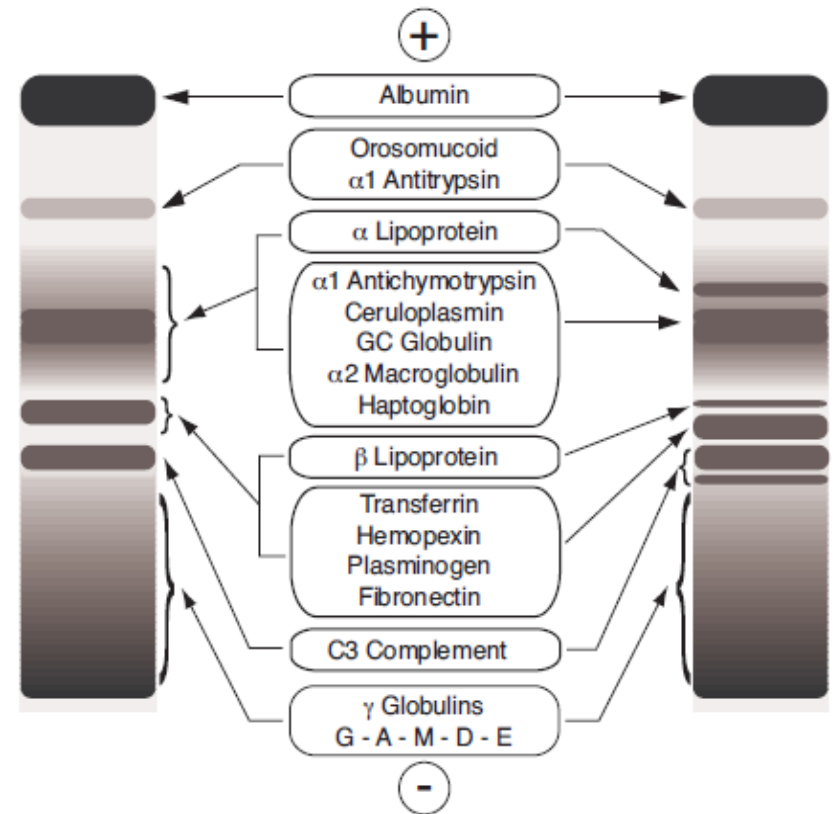 +
Albumin
Orosomucoid
α1 Antitrypsin
α Lipoprotein
α1 Antichymotrypsin
Ceruloplasmin
GC Globulin
α2 Macroglobulin
Haptoglobin
β Lipoprotein
Transferrin
Hemopexin
Plasminogen
Fibronectin
C3 Complement
γ Globulins
G - A - M - D - E
-